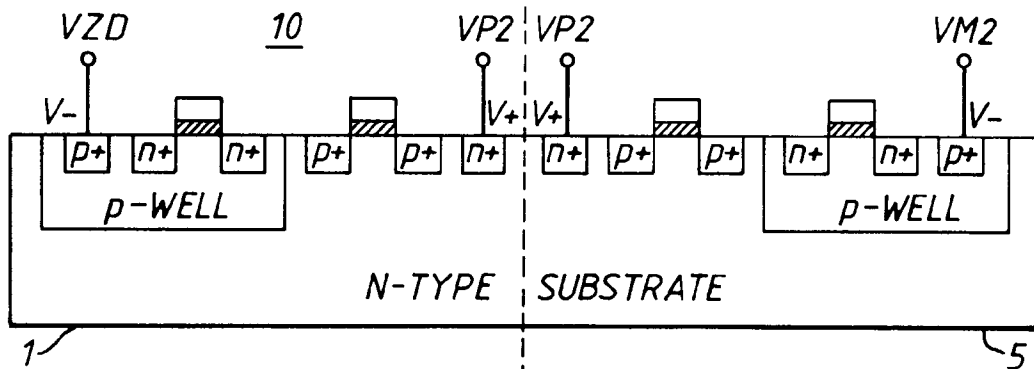 VZD 10 VP2 VP2 VM2
V- V+ V+ V-
p+ n+ n+ p+ p+ n+ n+ p+ p+ n+ n+ p+
p-WELL p-WELL
N-TYPE SUBSTRATE
1 5